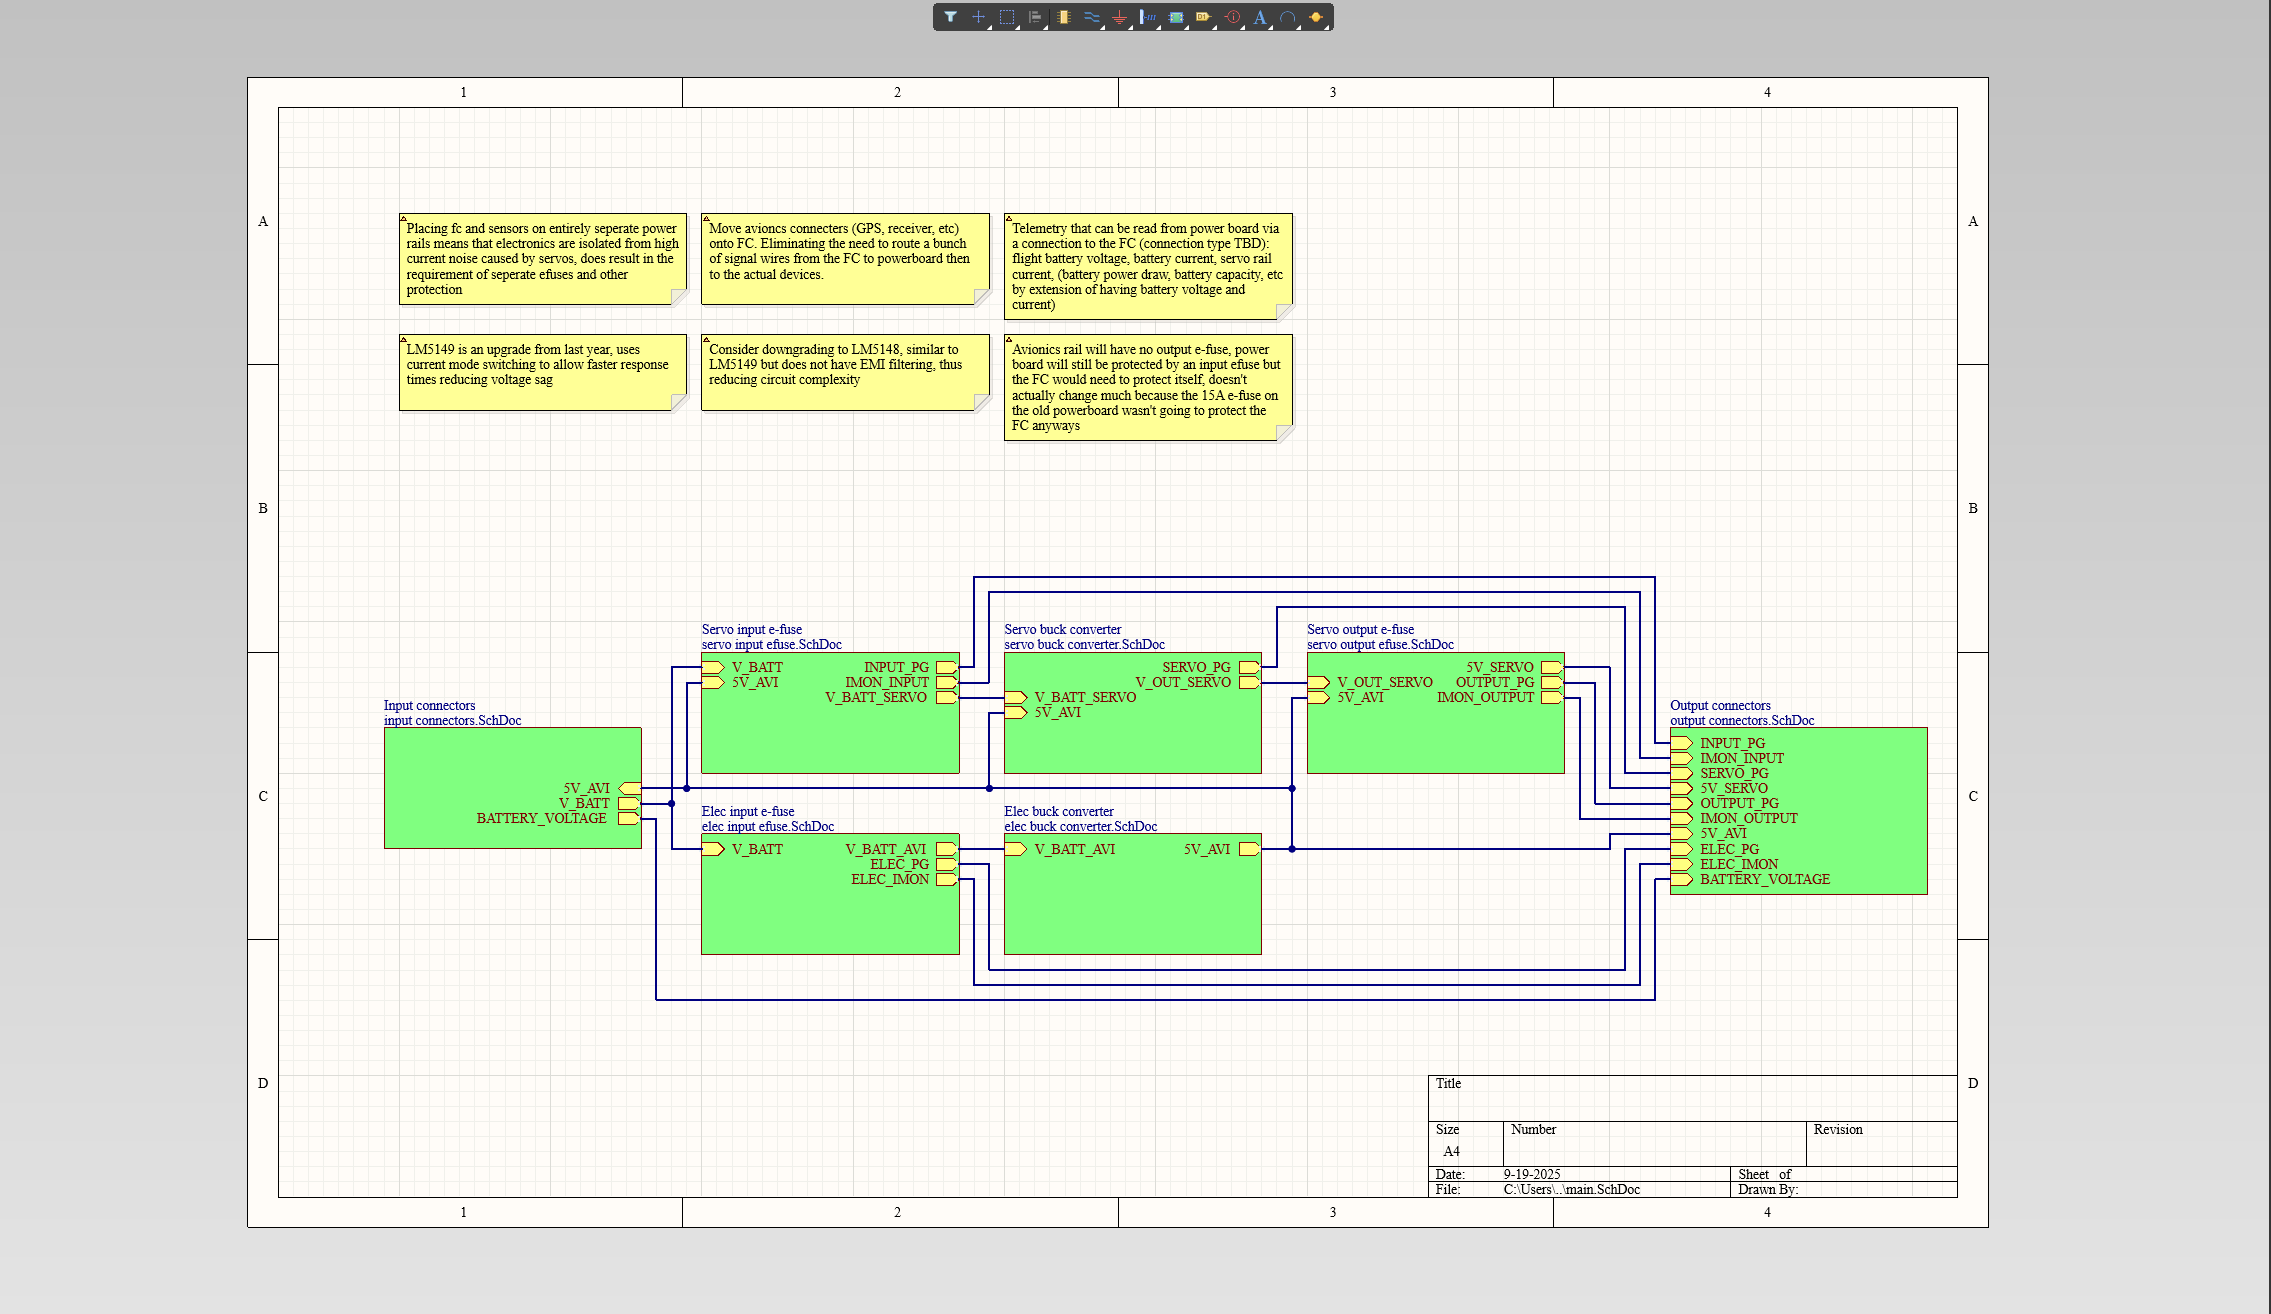 1 2 3 4
A A
Placing fc and sensors on entirely seperate power
rails means that electronics are isolated from high
current noise caused by servos, does result in the
requirement of seperate efuses and other
protection
Move avioncs connecters (GPS, receiver, etc)
onto FC. Eliminating the need to route a bunch
of signal wires from the FC to powerboard then
to the actual devices.
Telemetry that can be read from power board via
a connection to the FC (connection type TBD):
flight battery voltage, battery current, servo rail
current, (battery power draw, battery capacity, etc
by extension of having battery voltage and
current)
LM5149 is an upgrade from last year, uses
current mode switching to allow faster response
times reducing voltage sag
Consider downgrading to LM5148, similar to
LM5149 but does not have EMI filtering, thus
reducing circuit complexity
Avionics rail will have no output e-fuse, power
board will still be protected by an input efuse but
the FC would need to protect itself, doesn't
actually change much because the 15A e-fuse on
the old powerboard wasn't going to protect the
FC anyways
B B
Input connectors
input connectors.SchDoc
5V_AVI
V_BATT
BATTERY_VOLTAGE
Servo input e-fuse
servo input efuse.SchDoc
V_BATT INPUT_PG
5V_AVI IMON_INPUT
V_BATT_SERVO
Servo buck converter
servo buck converter.SchDoc
SERVO_PG
V_OUT_SERVO
V_BATT_SERVO
5V_AVI
Servo output e-fuse
servo output efuse.SchDoc
5V_SERVO
V_OUT_SERVO OUTPUT_PG
5V_AVI IMON_OUTPUT
Output connectors
output connectors.SchDoc
INPUT_PG
IMON_INPUT
SERVO_PG
5V_SERVO
OUTPUT_PG
IMON_OUTPUT
5V_AVI
ELEC_PG
ELEC_IMON
BATTERY_VOLTAGE
C C
Elec input e-fuse
elec input efuse.SchDoc
V_BATT V_BATT_AVI
ELEC_PG
ELEC_IMON
Elec buck converter
elec buck converter.SchDoc
V_BATT_AVI 5V_AVI
D D
Title
Size Number Revision
A4
Date: 9-19-2025 Sheet of
File: C:\Users\..\main.SchDoc Drawn By:
1 2 3 4